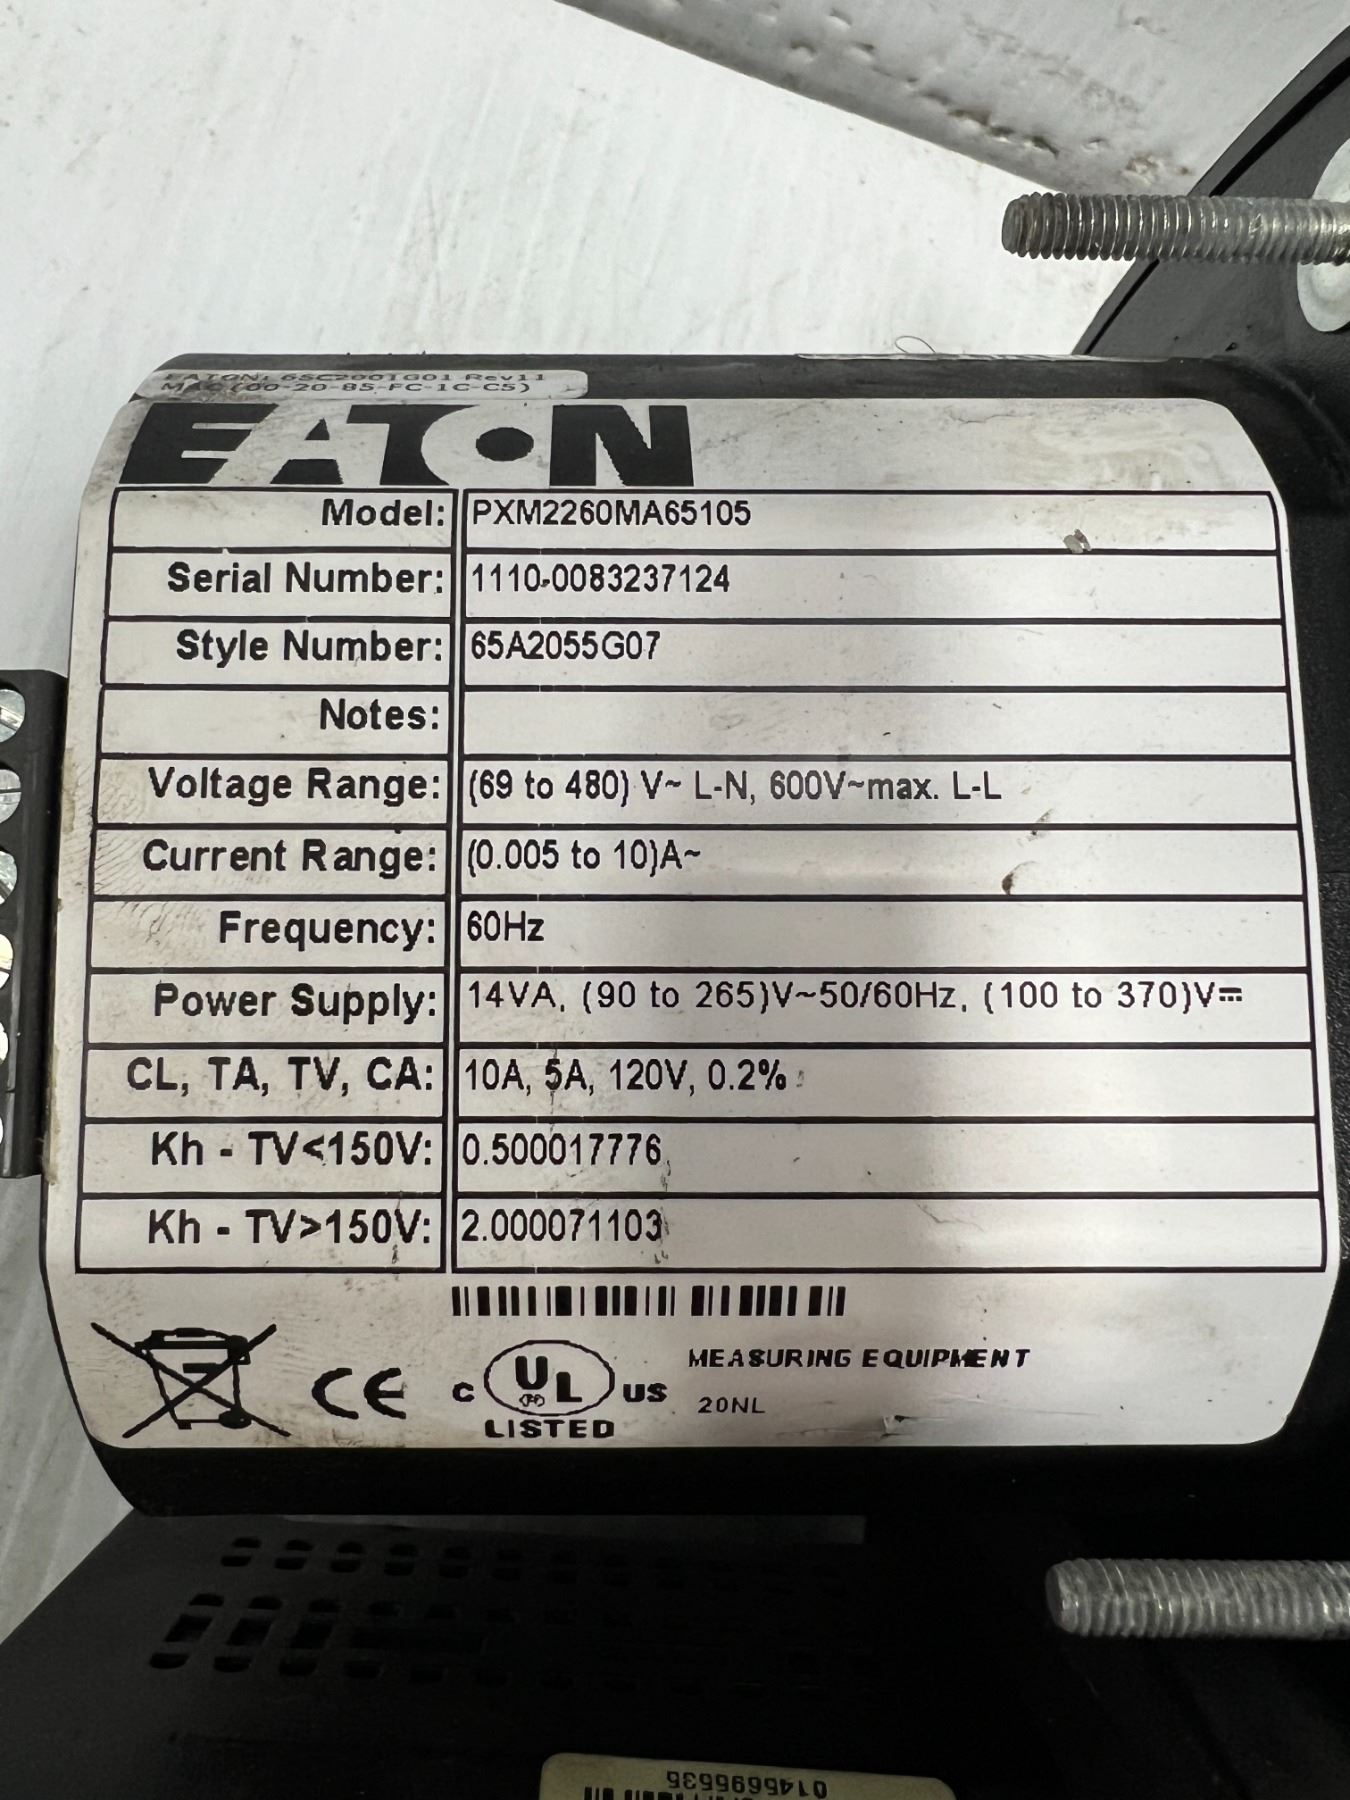 EATON: 65C2001G01 Rev11
MAC (00-20-85-FC-1C-C5)
EATON
Model: PXM2260MA65105
Serial Number: 1110-0083237124
Style Number: 65A2055G07
Notes:
Voltage Range: (69 to 480) V~ L-N, 600V~max. L-L
Current Range: (0.005 to 10)A~
Frequency: 60Hz
Power Supply: 14VA, (90 to 265)V~50/60Hz, (100 to 370)V⎓
CL, TA, TV, CA: 10A, 5A, 120V, 0.2%
Kh - TV<150V: 0.500017776
Kh - TV>150V: 2.000071103
CE
C UL US
LISTED
MEASURING EQUIPMENT
20NL
0145695535